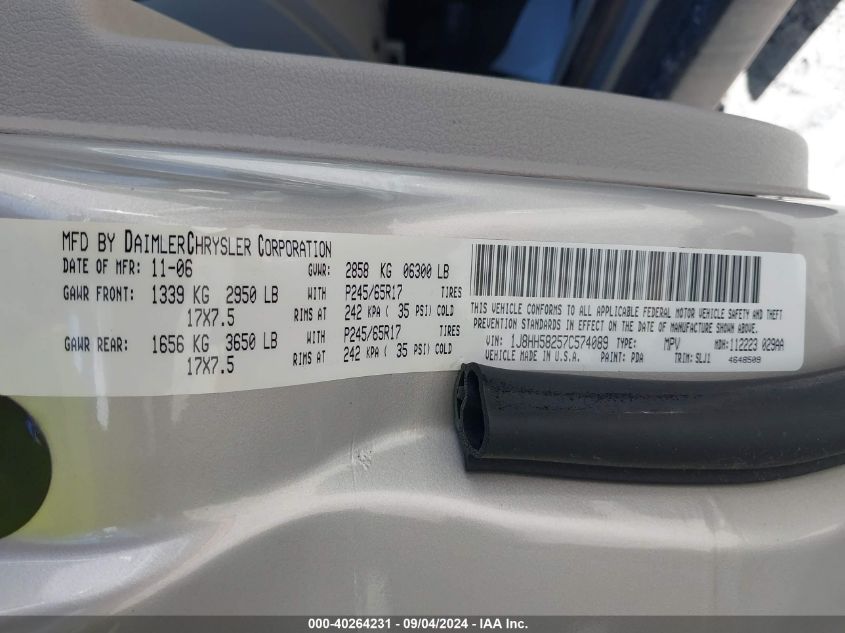 MFD BY DAIMLERCHRYSLER CORPORATION
DATE OF MFR: 11-06 GVWR: 2858 KG 06300 LB
GAWR FRONT: 1339 KG 2950 LB WITH P245/65R17 TIRES
17X7.5 RIMS AT 242 KPA ( 35 PSI) COLD
GAWR REAR: 1656 KG 3650 LB WITH P245/65R17 TIRES
17X7.5 RIMS AT 242 KPA ( 35 PSI) COLD
THIS VEHICLE CONFORMS TO ALL APPLICABLE FEDERAL MOTOR VEHICLE SAFETY AND THEFT
PREVENTION STANDARDS IN EFFECT ON THE DATE OF MANUFACTURE SHOWN ABOVE.
VIN: 1J8HH58257C574089 TYPE: MPV MDH: 112223 029AA
VEHICLE MADE IN U.S.A. PAINT: PDA TRIM: SLJ1 4648509
000-40264231 - 09/04/2024 - IAA Inc.